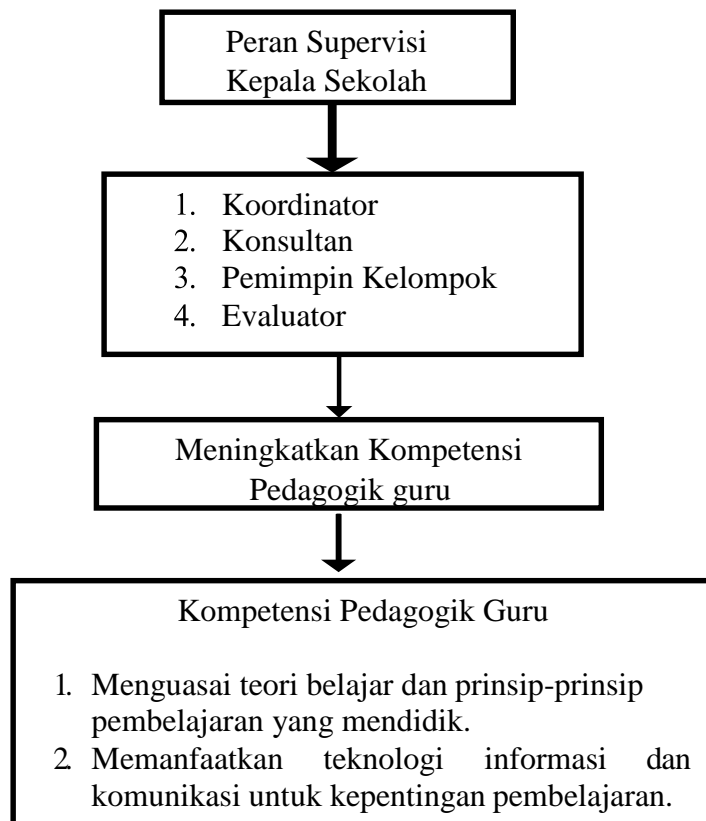 Peran Supervisi
Kepala Sekolah
1. Koordinator
2. Konsultan
3. Pemimpin Kelompok
4. Evaluator
Meningkatkan Kompetensi
Pedagogik guru
Kompetensi Pedagogik Guru
1. Menguasai teori belajar dan prinsip-prinsip
pembelajaran yang mendidik.
2. Memanfaatkan teknologi informasi dan
komunikasi untuk kepentingan pembelajaran.